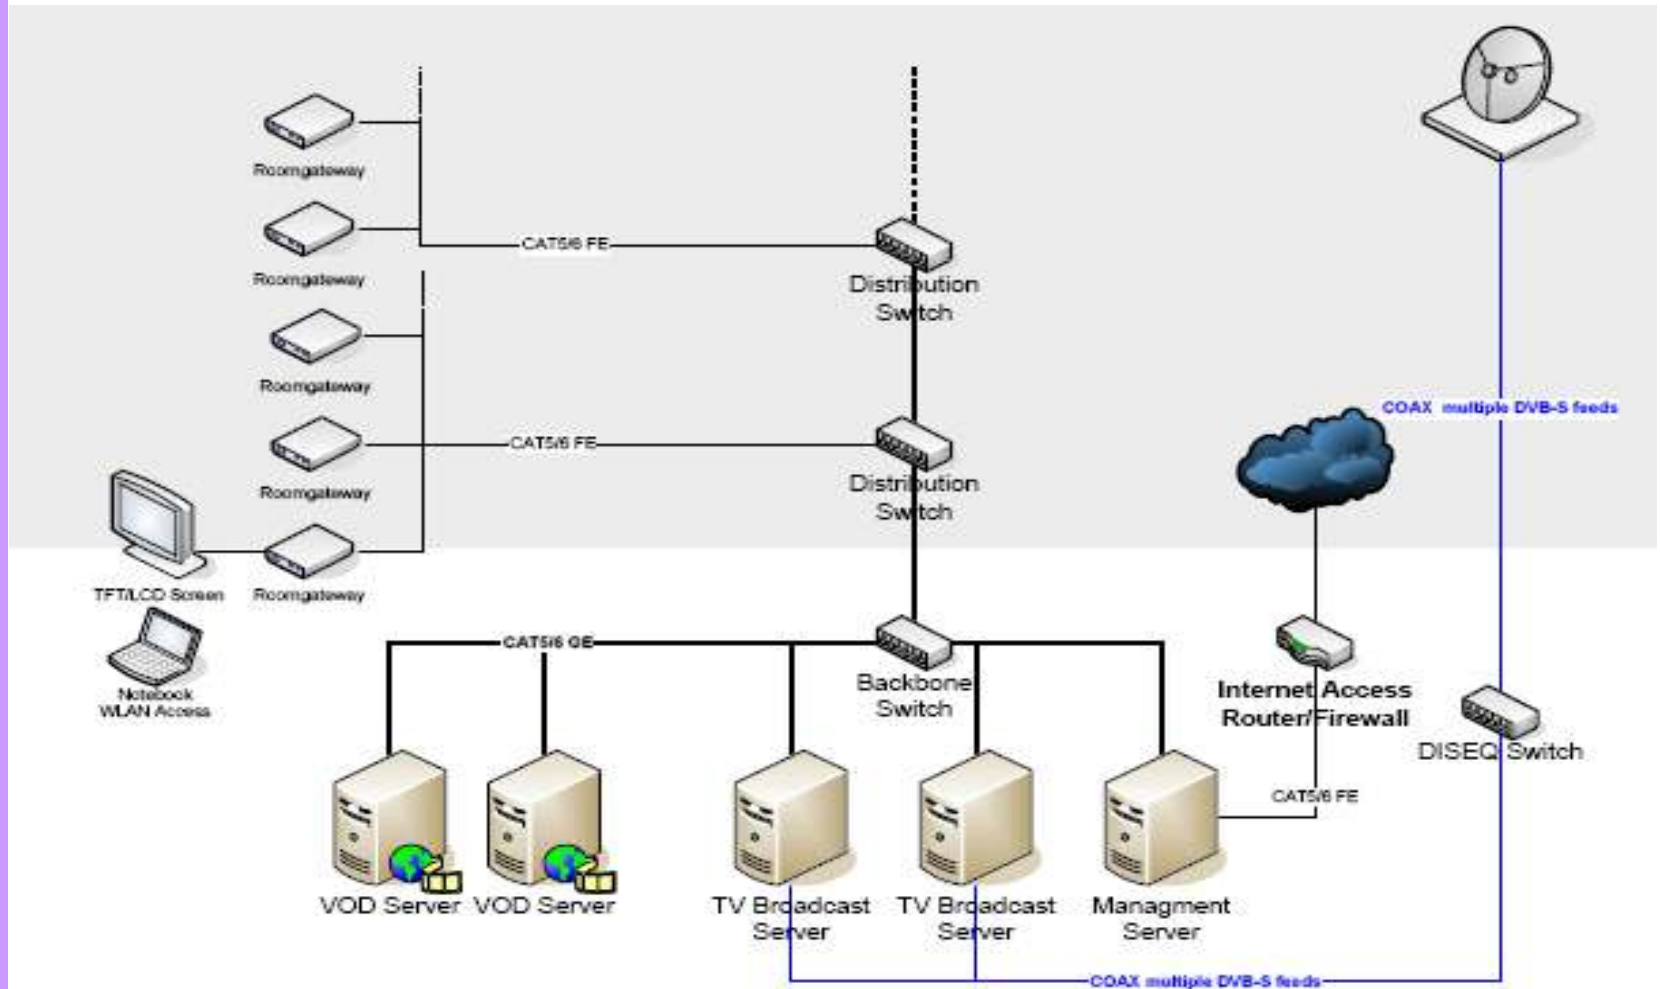 Roomgateway
Roomgateway
CAT5/6 FE
Distribution
Switch
Roomgateway
COAX multiple DVB-S feeds
CAT5/6 FE
Roomgateway
Distribution
Switch
TFT/LCD Screen
Roomgateway
CAT5/6 GE
Notebook
WLAN Access
Backbone
Switch
Internet Access
Router/Firewall
DISEQ Switch
CAT5/6 FE
VOD Server
VOD Server
TV Broadcast
Server
TV Broadcast
Server
Managment
Server
COAX multiple DVB-S feeds